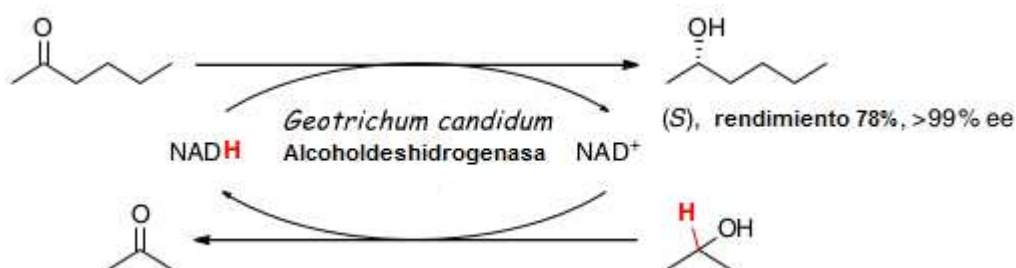 O
OH
(S), rendimiento 78%, >99% ee
Geotrichum candidum
NADH
Alcoholdeshidrogenasa
NAD⁺
O
H
OH